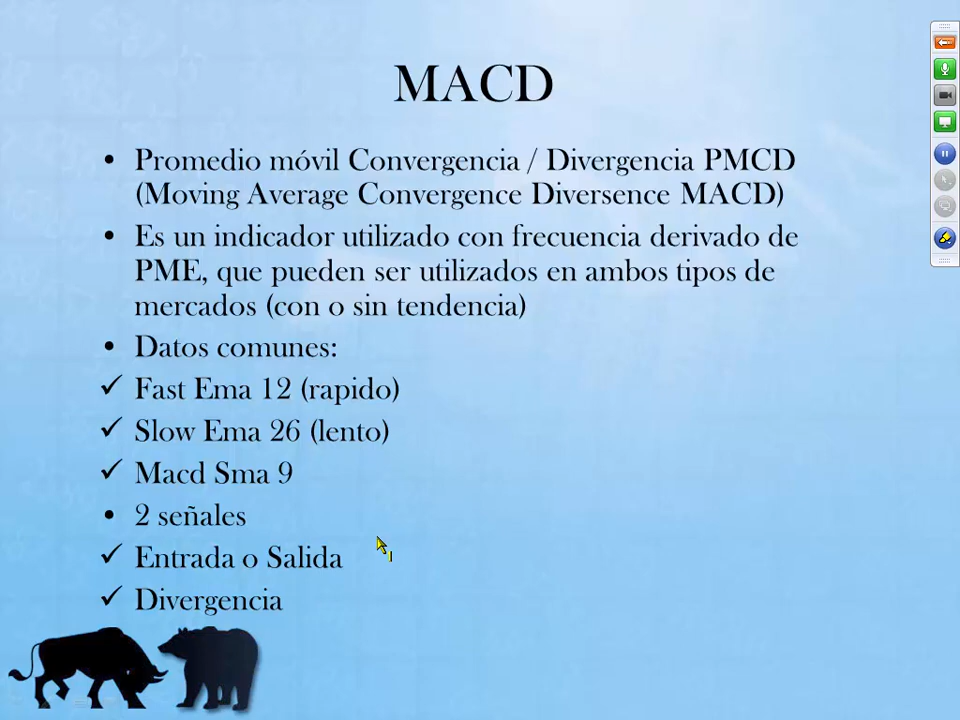 MACD
• Promedio móvil Convergencia / Divergencia PMCD
(Moving Average Convergence Diversence MACD)
• Es un indicador utilizado con frecuencia derivado de
PME, que pueden ser utilizados en ambos tipos de
mercados (con o sin tendencia)
• Datos comunes:
✓ Fast Ema 12 (rapido)
✓ Slow Ema 26 (lento)
✓ Macd Sma 9
• 2 señales
✓ Entrada o Salida
✓ Divergencia